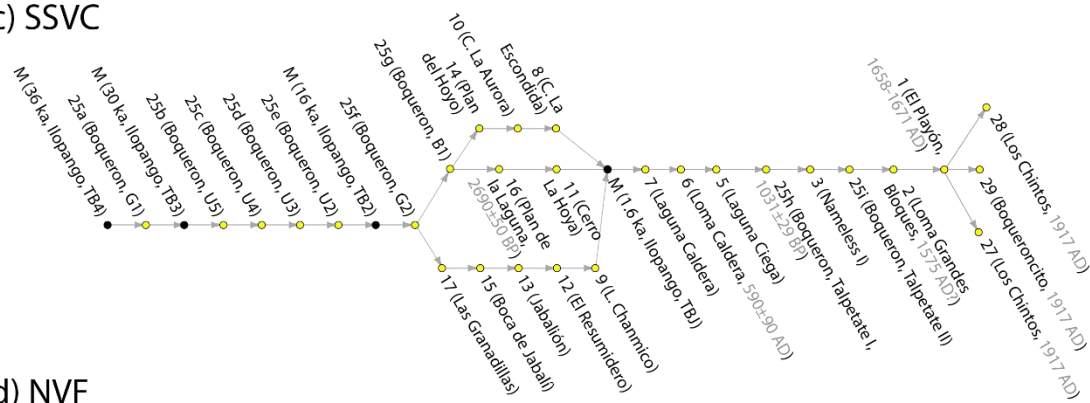 c) SSVC
M (36 ka, Ilopango, TB4)
25a (Boqueron, G1)
M (30 ka, Ilopango, TB3)
25b (Boqueron, U5)
25c (Boqueron, U4)
25d (Boqueron, U3)
25e (Boqueron, U2)
M (16 ka, Ilopango, TB2)
25f (Boqueron, G2)
25g (Boqueron, B1)
14 (Plan
del Hoyo)
10 (C. La Aurora)
8 (C. La
Escondida)
16 (Plan de
la Laguna,
2690±50 BP)
11 (Cerro
La Hoya)
17 (Las Granadillas)
15 (Boca de Jabalí)
13 (Jabalión)
12 (El Resumidero)
9 (L. Chanmico)
M (1.6 ka, Ilopango, TBJ)
7 (Laguna Caldera)
6 (Loma Caldera, 590±90 AD)
5 (Laguna Ciega)
25h (Boqueron, Talpetate I,
1031±29 BP)
3 (Nameless I)
25i (Boqueron, Talpetate II)
2 (Loma Grandes
Bloques, 1575 AD?)
1 (El Playón,
1658-1671 AD)
28 (Los Chintos, 1917 AD)
29 (Boqueroncito, 1917 AD)
27 (Los Chintos, 1917 AD)
d) NVF